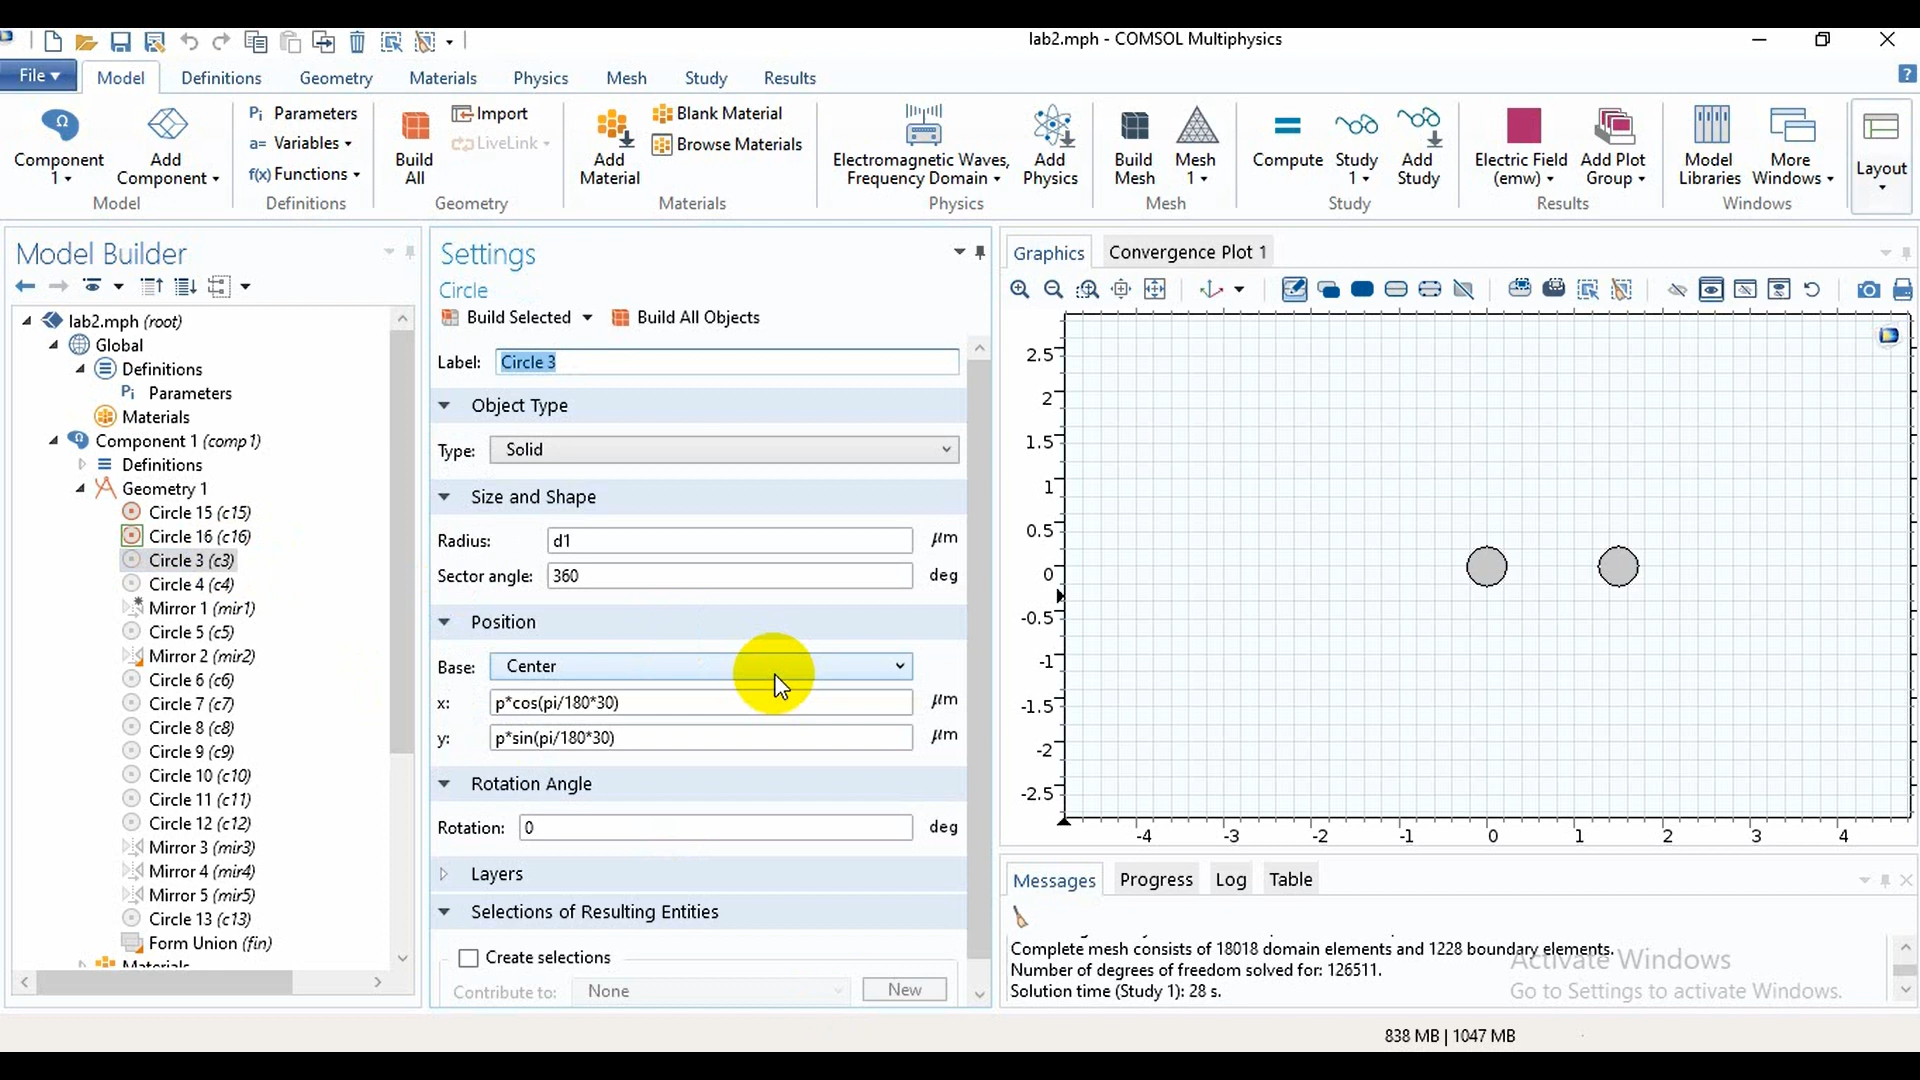 lab2.mph - COMSOL Multiphysics
File Model Definitions Geometry Materials Physics Mesh Study Results
Component 1 Add Component
Model
Pi Parameters
a= Variables
f(x) Functions
Definitions
Build All
Import
LiveLink
Geometry
Add Material
Blank Material
Browse Materials
Materials
Electromagnetic Waves, Frequency Domain
Add Physics
Physics
Build Mesh
Mesh 1
Mesh
Compute
Study 1
Add Study
Study
Electric Field (emw)
Add Plot Group
Results
Model Libraries
More Windows
Windows
Layout
Model Builder
lab2.mph (root)
Global
Definitions
Pi Parameters
Materials
Component 1 (comp1)
Definitions
Geometry 1
Circle 15 (c15)
Circle 16 (c16)
Circle 3 (c3)
Circle 4 (c4)
Mirror 1 (mir1)
Circle 5 (c5)
Mirror 2 (mir2)
Circle 6 (c6)
Circle 7 (c7)
Circle 8 (c8)
Circle 9 (c9)
Circle 10 (c10)
Circle 11 (c11)
Circle 12 (c12)
Mirror 3 (mir3)
Mirror 4 (mir4)
Mirror 5 (mir5)
Circle 13 (c13)
Form Union (fin)
Materials
Settings
Circle
Build Selected Build All Objects
Label: Circle 3
Object Type
Type: Solid
Size and Shape
Radius: d1 μm
Sector angle: 360 deg
Position
Base: Center
x: p*cos(pi/180*30) μm
y: p*sin(pi/180*30) μm
Rotation Angle
Rotation: 0 deg
Layers
Selections of Resulting Entities
Create selections
Contribute to: None New
Graphics Convergence Plot 1
2.5
2
1.5
1
0.5
0
-0.5
-1
-1.5
-2
-2.5
-4 -3 -2 -1 0 1 2 3 4
Messages Progress Log Table
Complete mesh consists of 18018 domain elements and 1228 boundary elements.
Number of degrees of freedom solved for: 126511.
Solution time (Study 1): 28 s.
Activate Windows
Go to Settings to activate Windows.
838 MB | 1047 MB